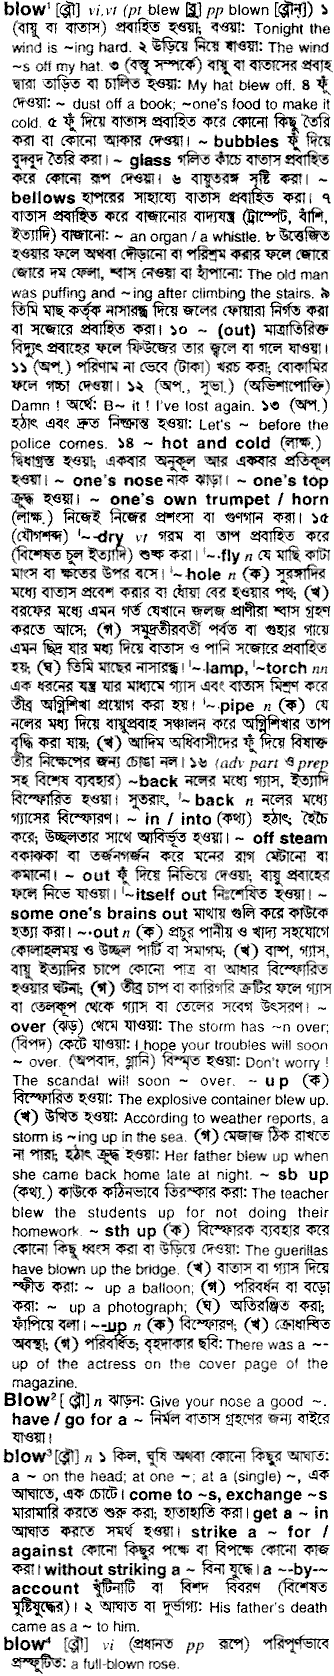 blow¹ [ব্লৌ] vi,vt (pt blew [ব্লূ] pp blown [ব্লৌন্]) ১
(বায়ু বা বাতাস) প্রবাহিত হওয়া; বওয়া: Tonight the
wind is ~ing hard. ২ উড়িয়ে নিয়ে যাওয়া: The wind
~s off my hat. ৩ (বস্তু সম্পর্কে) বায়ু বা বাতাসের প্রবাহ
দ্বারা তাড়িত বা চালিত হওয়া: My hat blew off. ৪ ফুঁ
দেওয়া: ~ dust off a book; ~one's food to make it
cold. ৫ ফুঁ দিয়ে বাতাস প্রবাহিত করে কোনো কিছু তৈরি
করা বা কোনো আকার দেওয়া। ~ bubbles ফুঁ দিয়ে
বুদবুদ তৈরি করা। ~ glass গলিত কাঁচে বাতাস প্রবাহিত
করে কোনো রূপ দেওয়া। ৬ বায়ুতরঙ্গ সৃষ্টি করা। ~
bellows হাপরের সাহায্যে বাতাস প্রবাহিত করা। ৭
বাতাস প্রবাহিত করে বাজানোর বাদ্যযন্ত্র (ট্রাম্পেট, বাঁশি,
ইত্যাদি) বাজানো: ~ an organ / a whistle. ৮ উত্তেজিত
হওয়ার ফলে অথবা দৌড়ানো বা পরিশ্রম করার ফলে জোরে
জোরে দম ফেলা, শ্বাস নেওয়া বা হাঁপানো: The old man
was puffing and ~ing after climbing the stairs. ৯
তিমি মাছ কর্তৃক নাসারন্ধ্র দিয়ে জলের ফোয়ারা নির্গত করা
বা সজোরে প্রবাহিত করা। ১০ ~ (out) মাত্রাতিরিক্ত
বিদ্যুৎ প্রবাহের ফলে ফিউজের তার জ্বলে বা গলে যাওয়া।
১১ (অপ.) পরিণাম না ভেবে (টাকা) খরচ করা; বোকামির
ফলে গচ্চা দেওয়া। ১২ (অপ., সুভা.) (অভিশাপোক্তি)
Damn ! অর্থে: B~ it ! I've lost again. ১৩ (অপ.)
হঠাৎ এবং দ্রুত নিষ্ক্রান্ত হওয়া: Let's ~ before the
police comes. ১৪ ~ hot and cold (লাক্ষ.)
দ্বিধাগ্রস্ত হওয়া; একবার অনুকূল আর একবার প্রতিকূল
হওয়া। ~ one's nose নাক ঝাড়া। ~ one's top
ক্রুদ্ধ হওয়া। ~ one's own trumpet / horn
(লাক্ষ.) নিজেই নিজের প্রশংসা বা গুণগান করা। ১৫
(যৌগশব্দ) ˈ~-dry vt গরম বা তাপ প্রবাহিত করে
(বিশেষত চুল ইত্যাদি) শুষ্ক করা। ˈ~-fly n যে মাছি কাটা
মাংস বা ক্ষতের উপর বসে। ˈ~-hole n (ক) সুরঙ্গাদির
মধ্যে বাতাস প্রবেশ করার বা ধোঁয়া বের হওয়ার পথ; (খ)
বরফের মধ্যে এমন গর্ত যেখানে জলজ প্রাণীরা শ্বাস গ্রহণ
করতে আসে; (গ) সমুদ্রতীরবর্তী পর্বত বা গুহার গায়ে
এমন ছিদ্র যার মধ্য দিয়ে বাতাস ও পানি সজোরে প্রবাহিত
হয়; (ঘ) তিমি মাছের নাসারন্ধ্র। ˈ~-lamp, ˈ~torch nn
এক ধরনের যন্ত্র যার মাধ্যমে গ্যাস এবং বাতাস মিশ্রণ করে
তীব্র অগ্নিশিখা প্রয়োগ করা হয়। ˈ~-pipe n (ক) যে
নলের মধ্য দিয়ে বায়ুপ্রবাহ সঞ্চালন করে অগ্নিশিখার তাপ
বৃদ্ধি করা যায়; (খ) আদিম অধিবাসীদের ফুঁ দিয়ে বিষাক্ত
তীর নিক্ষেপের জন্য চোঙা নল। ১৬ (adv part ও prep
সহ বিশেষ ব্যবহার) ~back নলের মধ্যে গ্যাস, ইত্যাদি
বিস্ফোরিত হওয়া। সুতরাং, ˈ~ back n নলের মধ্যে
গ্যাসের বিস্ফোরণ। ~ in / into (কথ্য) হঠাৎ, হৈচৈ
করে; উচ্ছলতার সাথে আবির্ভূত হওয়া। ~ off steam
বকাঝকা বা তর্জনগর্জন করে মনের রাগ মেটানো বা
কমানো। ~ out ফুঁ দিয়ে নিভিয়ে দেওয়া; বায়ু প্রবাহের
ফলে নিভে যাওয়া। ˈ~itself out নিঃশেষিত হওয়া। ~
some one's brains out মাথায় গুলি করে কাউকে
হত্যা করা। ~-out n (ক) প্রচুর পানীয় ও খাদ্য সহযোগে
কোলাহলময় ও উচ্ছল পার্টি বা সমাগম; (খ) বাষ্প, গ্যাস,
বায়ু ইত্যাদির চাপে কোনো পাত্র বা আধার বিস্ফোরিত
হওয়ার ঘটনা; (গ) তীব্র চাপ বা কারিগরি ত্রুটির ফলে গ্যাস
বা তেলকূপ থেকে গ্যাস বা তেলের সবেগ উৎসরণ। ~
over (ঝড়) থেমে যাওয়া: The storm has ~n over;
(বিপদ) কেটে যাওয়া: I hope your troubles will soon
~ over. (অপবাদ, গ্লানি) বিস্মৃত হওয়া: Don't worry !
The scandal will soon ~ over. ~ up (ক)
বিস্ফোরিত হওয়া: The explosive container blew up.
(খ) উত্থিত হওয়া: According to weather reports, a
storm is ~ing up in the sea. (গ) মেজাজ ঠিক রাখতে
না পারা; হঠাৎ ক্রুদ্ধ হওয়া: Her father blew up when
she came back home late at night. ~ sb up
(কথ্য.) কাউকে কঠিনভাবে তিরস্কার করা: The teacher
blew the students up for not doing their
homework. ~ sth up (ক) বিস্ফোরক ব্যবহার করে
কোনো কিছু ধ্বংস করা বা উড়িয়ে দেওয়া: The guerillas
have blown up the bridge. (খ) বাতাস বা গ্যাস দিয়ে
স্ফীত করা: ~ up a balloon; (গ) পরিবর্ধন বা বড়ো
করা: ~ up a photograph; (ঘ) অতিরঞ্জিত করা;
ফাঁপিয়ে বলা। ~-up n (ক) বিস্ফোরণ; (খ) ক্রোধান্বিত
অবস্থা; (গ) পরিবর্ধিত; বৃহদাকার ছবি: There was a ~-
up of the actress on the cover page of the
magazine.
Blow² [ব্লৌ] n ঝাড়ন: Give your nose a good ~.
have / go for a ~ নির্মল বাতাস গ্রহণের জন্য বাইরে
যাওয়া।
blow³ [ব্লৌ] n ১ কিল, ঘুষি অথবা কোনো কিছুর আঘাত:
a ~ on the head; at one ~; at a (single) ~, এক
আঘাতে, এক চোটে। come to ~s, exchange ~s
মারামারি করতে শুরু করা; হাতাহাতি করা। get a ~ in
আঘাত করতে সমর্থ হওয়া। strike a ~ for /
against কোনো কিছুর পক্ষে বা বিপক্ষে কোনো কাজ
করা। without striking a ~ বিনা যুদ্ধে। a ~-by-~
account খুঁটিনাটি বা বিশদ বিবরণ (বিশেষত
মুষ্টিযুদ্ধের)। ২ আঘাত বা দুর্ভাগ্য: His father's death
came as a ~ to him.
blow⁴ [ব্লৌ] vi (প্রধানত pp রূপে) পরিপূর্ণভাবে
প্রস্ফুটিত: a full-blown rose.